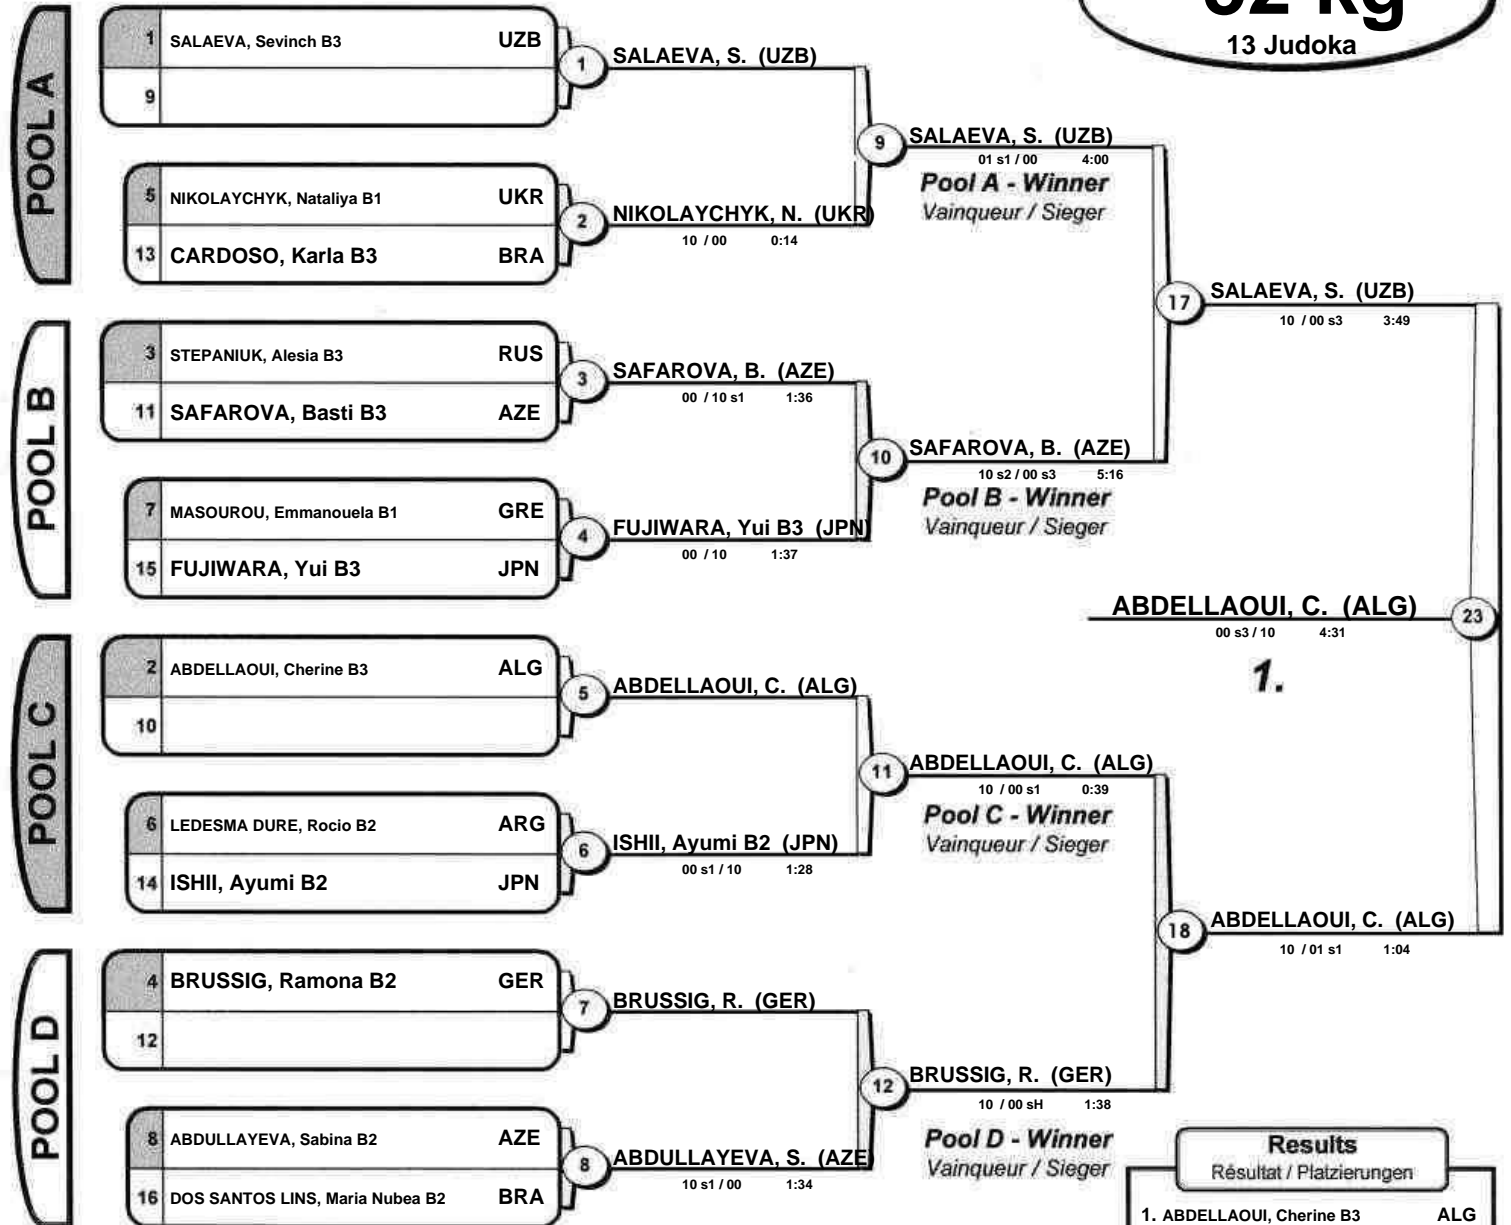 52 kg
13 Judoka
POOL A
1 SALAEVA, Sevinch B3 UZB
9
5 NIKOLAYCHYK, Nataliya B1 UKR
13 CARDOSO, Karla B3 BRA
1 SALAEVA, S. (UZB)
2 NIKOLAYCHYK, N. (UKR)
10 / 00 0:14
9 SALAEVA, S. (UZB)
01 s1 / 00 4:00
Pool A - Winner
Vainqueur / Sieger
POOL B
3 STEPANIUK, Alesia B3 RUS
11 SAFAROVA, Basti B3 AZE
7 MASOUROU, Emmanouela B1 GRE
15 FUJIWARA, Yui B3 JPN
3 SAFAROVA, B. (AZE)
00 / 10 s1 1:36
4 FUJIWARA, Yui B3 (JPN)
00 / 10 1:37
10 SAFAROVA, B. (AZE)
10 s2 / 00 s3 5:16
Pool B - Winner
Vainqueur / Sieger
17 SALAEVA, S. (UZB)
10 / 00 s3 3:49
ABDELLAOUI, C. (ALG) 23
00 s3 / 10 4:31
1.
POOL C
2 ABDELLAOUI, Cherine B3 ALG
10
6 LEDESMA DURE, Rocio B2 ARG
14 ISHII, Ayumi B2 JPN
5 ABDELLAOUI, C. (ALG)
6 ISHII, Ayumi B2 (JPN)
00 s1 / 10 1:28
11 ABDELLAOUI, C. (ALG)
10 / 00 s1 0:39
Pool C - Winner
Vainqueur / Sieger
POOL D
4 BRUSSIG, Ramona B2 GER
12
8 ABDULLAYEVA, Sabina B2 AZE
16 DOS SANTOS LINS, Maria Nubea B2 BRA
7 BRUSSIG, R. (GER)
8 ABDULLAYEVA, S. (AZE)
10 s1 / 00 1:34
12 BRUSSIG, R. (GER)
10 / 00 sH 1:38
Pool D - Winner
Vainqueur / Sieger
18 ABDELLAOUI, C. (ALG)
10 / 01 s1 1:04
Results
Résultat / Platzierungen
1. ABDELLAOUI, Cherine B3 ALG